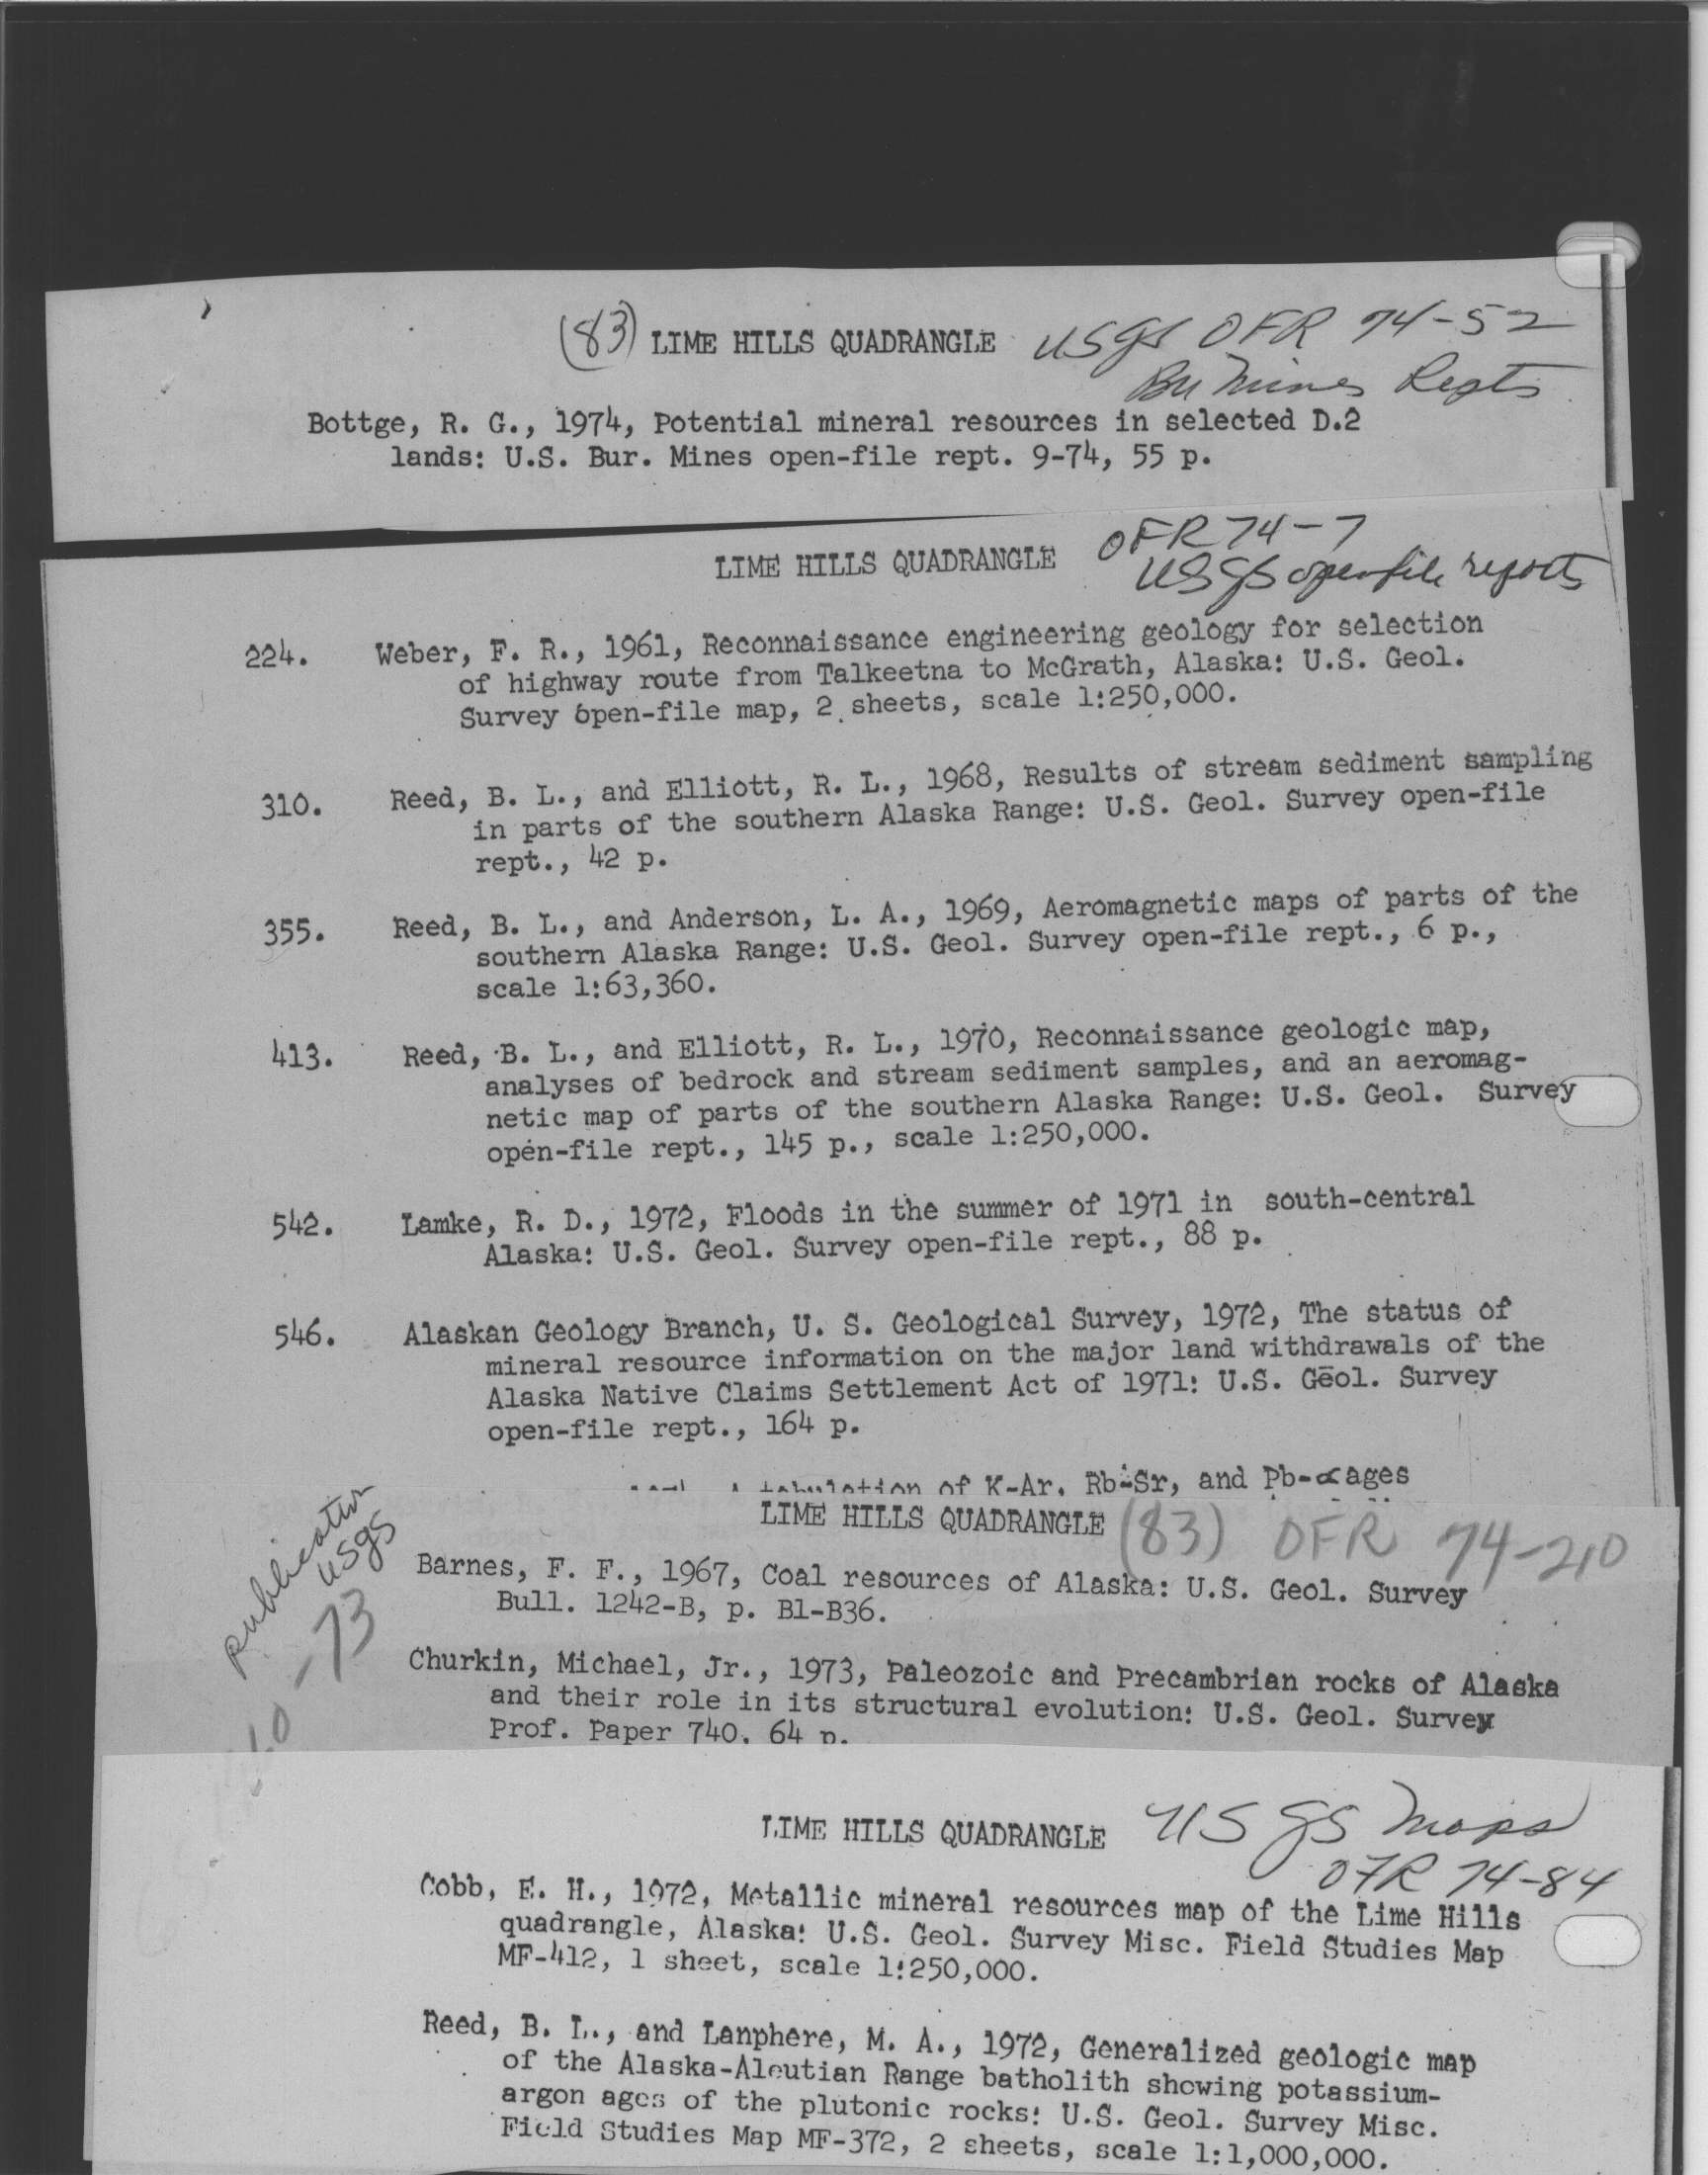 (83) LIME HILLS QUADRANGLE USGS OFR 74-52
Bu Mines Repts
Bottge, R. G., 1974, Potential mineral resources in selected D.2
lands: U.S. Bur. Mines open-file rept. 9-74, 55 p.
OFR 74-7
LIME HILLS QUADRANGLE
USGS openfile reports
224. Weber, F. R., 1961, Reconnaissance engineering geology for selection
of highway route from Talkeetna to McGrath, Alaska: U.S. Geol.
Survey open-file map, 2 sheets, scale 1:250,000.
310. Reed, B. L., and Elliott, R. L., 1968, Results of stream sediment sampling
in parts of the southern Alaska Range: U.S. Geol. Survey open-file
rept., 42 p.
355. Reed, B. L., and Anderson, L. A., 1969, Aeromagnetic maps of parts of the
southern Alaska Range: U.S. Geol. Survey open-file rept., 6 p.,
scale 1:63,360.
413. Reed, B. L., and Elliott, R. L., 1970, Reconnaissance geologic map,
analyses of bedrock and stream sediment samples, and an aeromag-
netic map of parts of the southern Alaska Range: U.S. Geol. Survey
open-file rept., 145 p., scale 1:250,000.
542. Lamke, R. D., 1972, Floods in the summer of 1971 in south-central
Alaska: U.S. Geol. Survey open-file rept., 88 p.
546. Alaskan Geology Branch, U. S. Geological Survey, 1972, The status of
mineral resource information on the major land withdrawals of the
Alaska Native Claims Settlement Act of 1971: U.S. Geol. Survey
open-file rept., 164 p.
tabulation of K-Ar, Rb-Sr, and Pb-α ages
LIME HILLS QUADRANGLE (83) OFR 74-210
publication
USGS
-73
Barnes, F. F., 1967, Coal resources of Alaska: U.S. Geol. Survey
Bull. 1242-B, p. B1-B36.
Churkin, Michael, Jr., 1973, Paleozoic and Precambrian rocks of Alaska
and their role in its structural evolution: U.S. Geol. Survey
Prof. Paper 740, 64 p.
LIME HILLS QUADRANGLE USGS Maps
OFR 74-84
Cobb, E. H., 1972, Metallic mineral resources map of the Lime Hills
quadrangle, Alaska: U.S. Geol. Survey Misc. Field Studies Map
MF-412, 1 sheet, scale 1:250,000.
Reed, B. L., and Lanphere, M. A., 1972, Generalized geologic map
of the Alaska-Aleutian Range batholith showing potassium-
argon ages of the plutonic rocks: U.S. Geol. Survey Misc.
Field Studies Map MF-372, 2 sheets, scale 1:1,000,000.